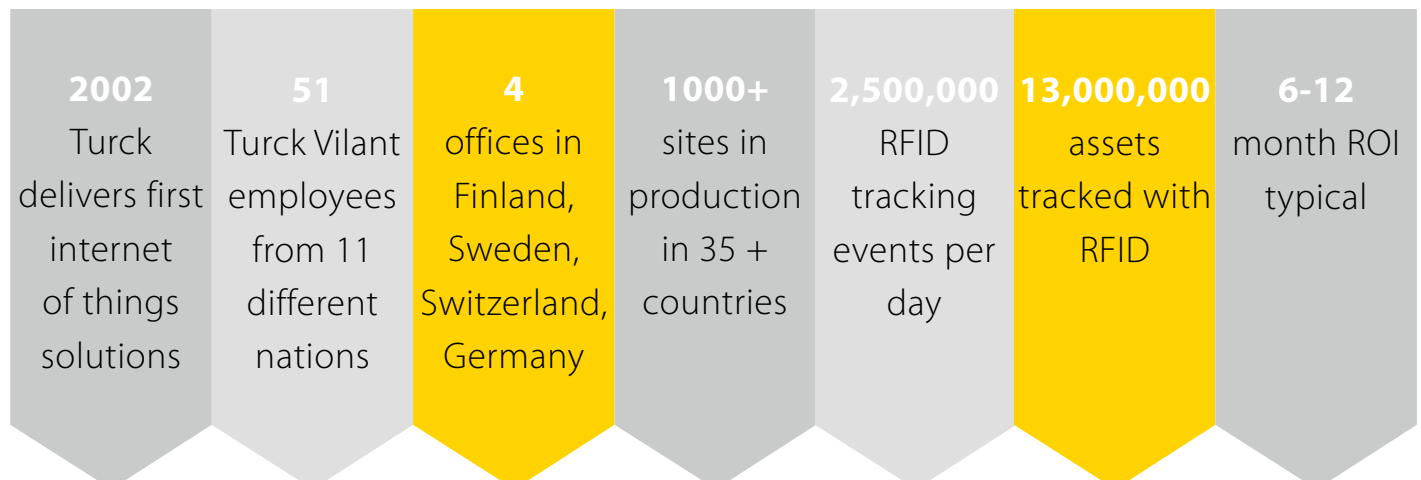 2002
Turck
delivers first
internet
of things
solutions
51
Turck Vilant
employees
from 11
different
nations
4
offices in
Finland,
Sweden,
Switzerland,
Germany
1000+
sites in
production
in 35 +
countries
2,500,000
RFID
tracking
events per
day
13,000,000
assets
tracked with
RFID
6-12
month ROI
typical